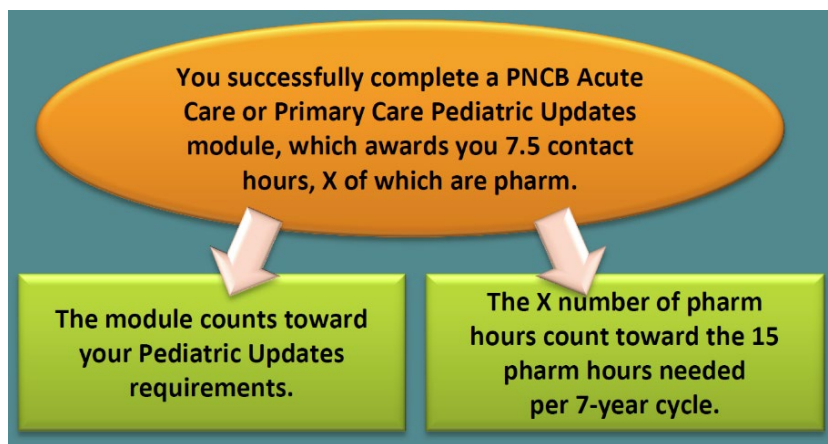 You successfully complete a PNCB Acute
Care or Primary Care Pediatric Updates
module, which awards you 7.5 contact
hours, X of which are pharm.
The module counts toward
your Pediatric Updates
requirements.
The X number of pharm
hours count toward the 15
pharm hours needed
per 7-year cycle.